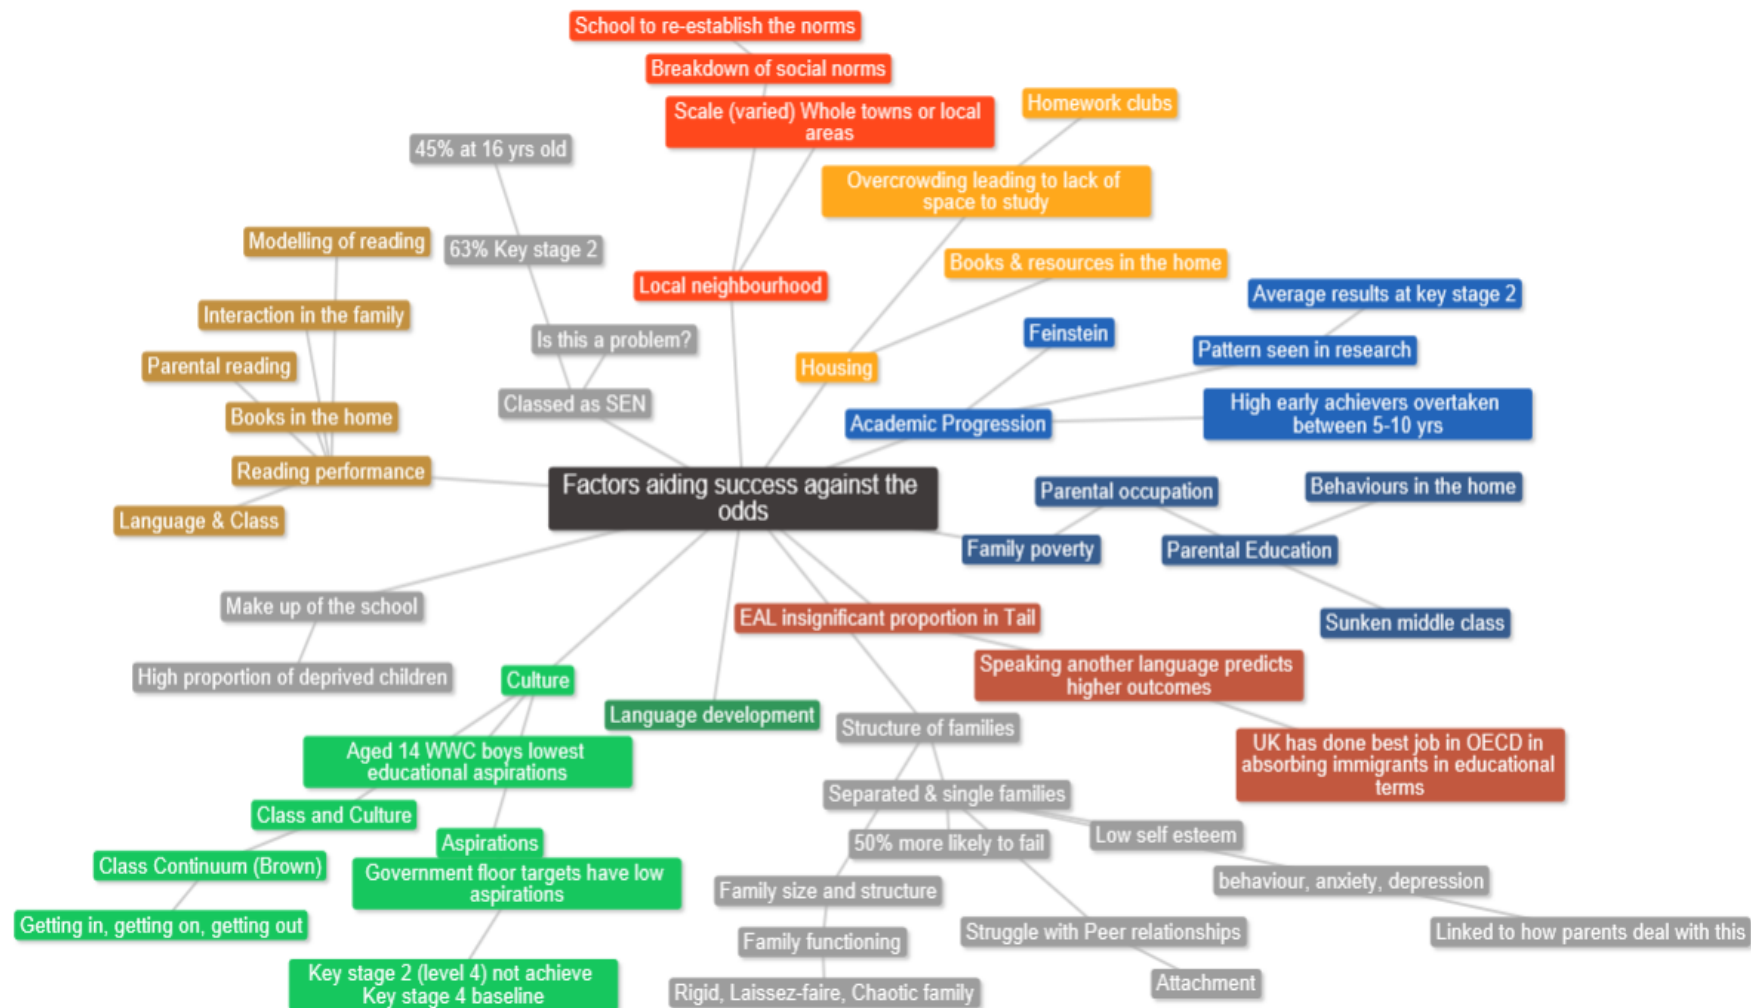 School to re-establish the norms
Breakdown of social norms
Scale (varied) Whole towns or local
areas
Homework clubs
45% at 16 yrs old
Overcrowding leading to lack of
space to study
Modelling of reading
63% Key stage 2
Books & resources in the home
Local neighbourhood
Average results at key stage 2
Interaction in the family
Is this a problem?
Feinstein
Pattern seen in research
Parental reading
Housing
Classed as SEN
High early achievers overtaken
between 5-10 yrs
Books in the home
Academic Progression
Reading performance
Factors aiding success against the
odds
Parental occupation
Behaviours in the home
Language & Class
Family poverty
Parental Education
Make up of the school
EAL insignificant proportion in Tail
Sunken middle class
High proportion of deprived children
Culture
Speaking another language predicts
higher outcomes
Language development
Structure of families
Aged 14 WWC boys lowest
educational aspirations
UK has done best job in OECD in
absorbing immigrants in educational
terms
Separated & single families
Class and Culture
Aspirations
50% more likely to fail
Low self esteem
Class Continuum (Brown)
Government floor targets have low
aspirations
Family size and structure
behaviour, anxiety, depression
Getting in, getting on, getting out
Family functioning
Struggle with Peer relationships
Linked to how parents deal with this
Key stage 2 (level 4) not achieve
Key stage 4 baseline
Rigid, Laissez-faire, Chaotic family
Attachment